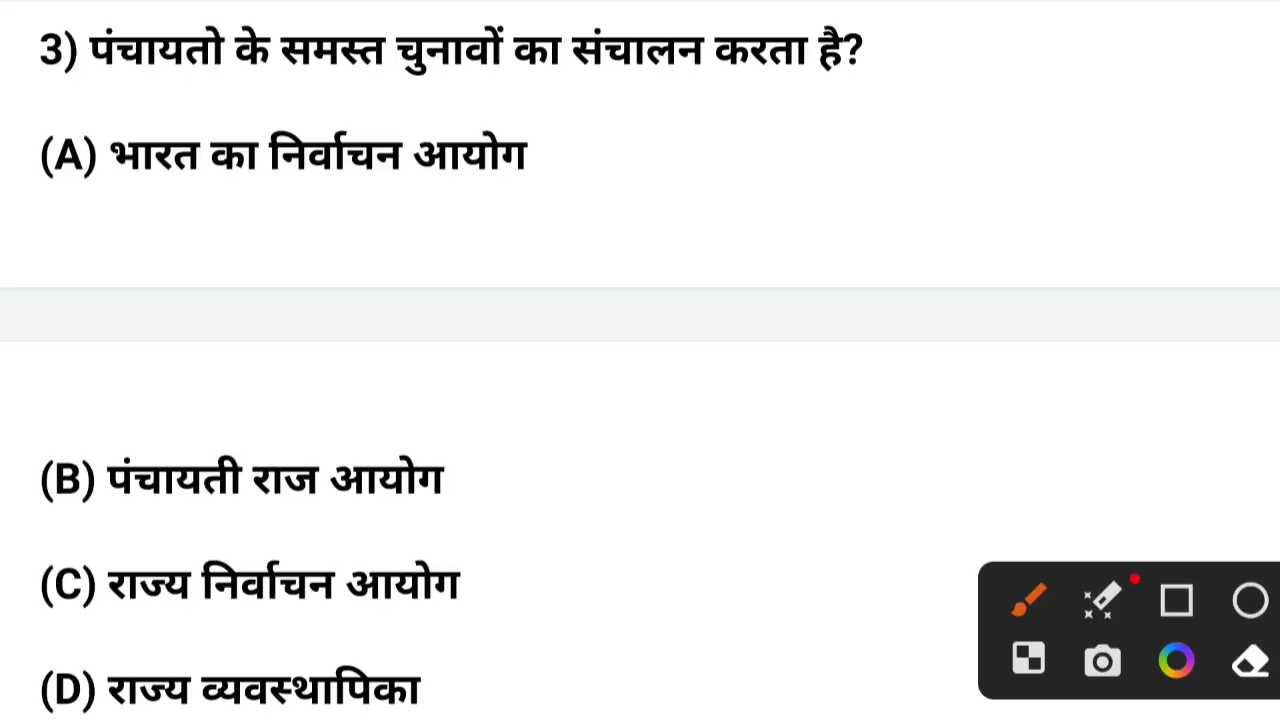 3) पंचायतो के समस्त चुनावों का संचालन करता है?
(A) भारत का निर्वाचन आयोग
(B) पंचायती राज आयोग
(C) राज्य निर्वाचन आयोग
(D) राज्य व्यवस्थापिका